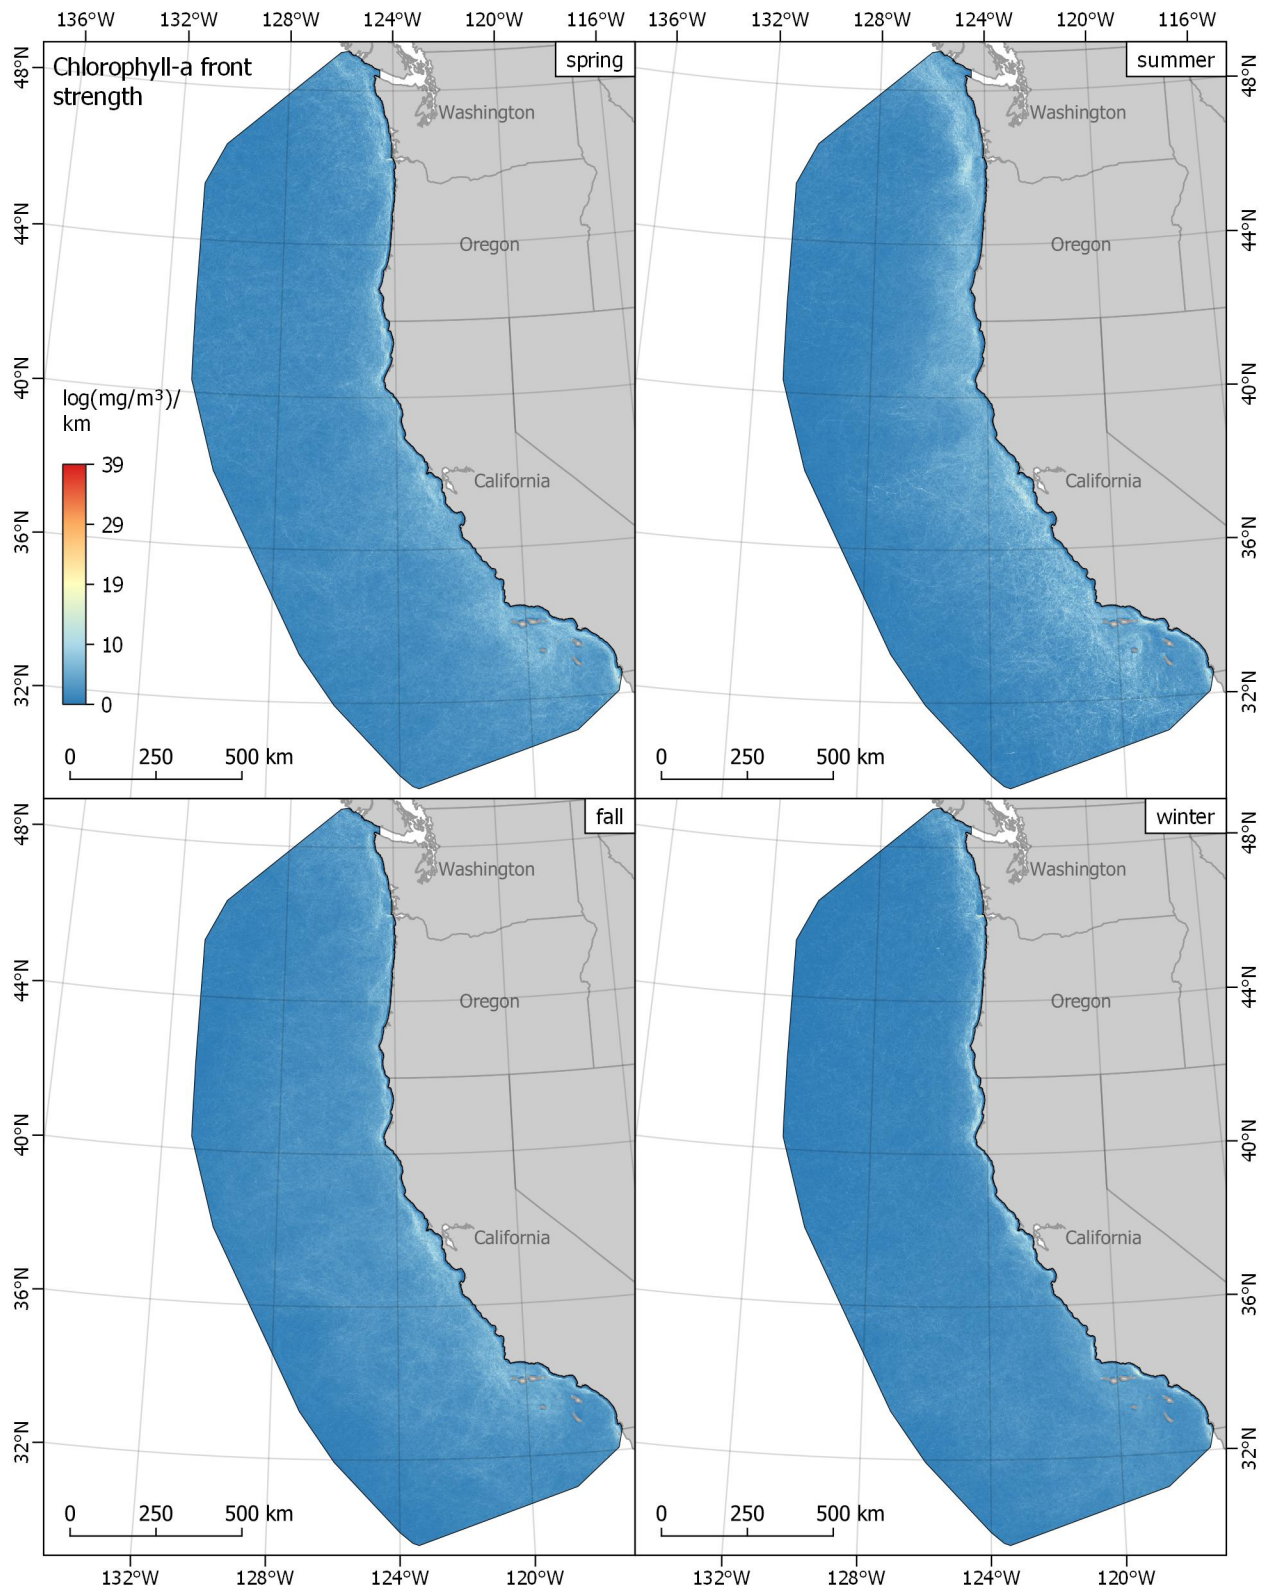 136°W 132°W 128°W 124°W 120°W 116°W 136°W 132°W 128°W 124°W 120°W 116°W
Chlorophyll-a front
strength
spring
48°N
Washington
44°N
Oregon
40°N
log(mg/m³)/
km
39
29
19
10
0
California
36°N
32°N
0 250 500 km
summer
48°N
Washington
44°N
Oregon
40°N
California
36°N
32°N
0 250 500 km
fall
48°N
Washington
44°N
Oregon
40°N
California
36°N
32°N
0 250 500 km
winter
48°N
Washington
44°N
Oregon
40°N
California
36°N
32°N
0 250 500 km
132°W 128°W 124°W 120°W 132°W 128°W 124°W 120°W